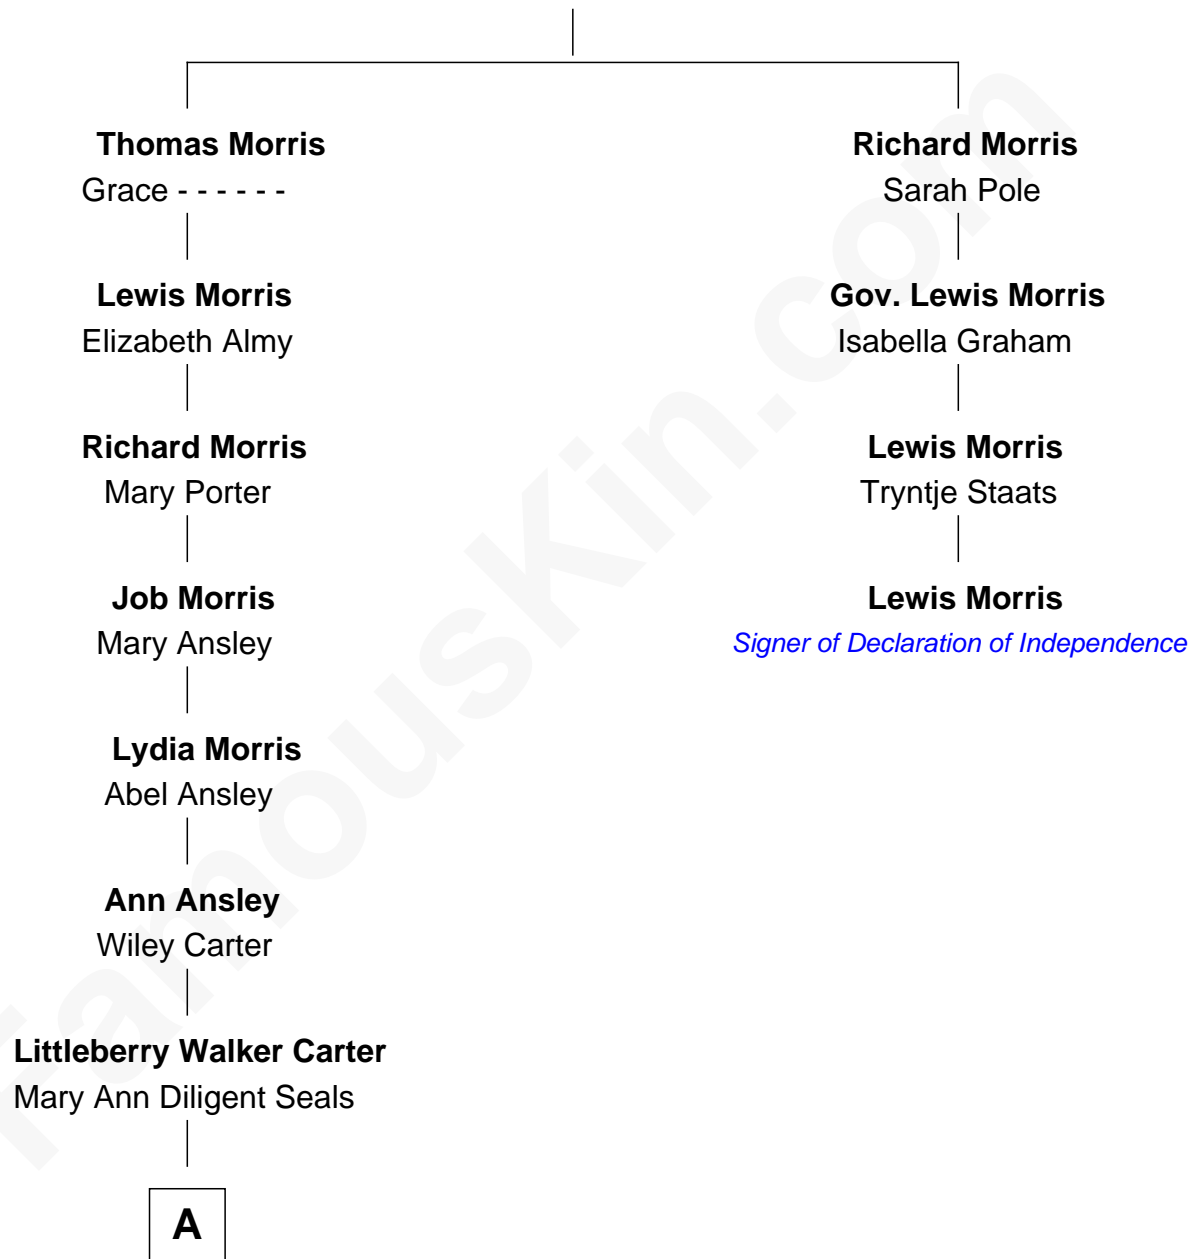 Thomas Morris
Grace - - - - - -
Lewis Morris
Elizabeth Almy
Richard Morris
Mary Porter
Job Morris
Mary Ansley
Lydia Morris
Abel Ansley
Ann Ansley
Wiley Carter
Littleberry Walker Carter
Mary Ann Diligent Seals
A
Richard Morris
Sarah Pole
Gov. Lewis Morris
Isabella Graham
Lewis Morris
Tryntje Staats
Lewis Morris
Signer of Declaration of Independence
FamousKin.com